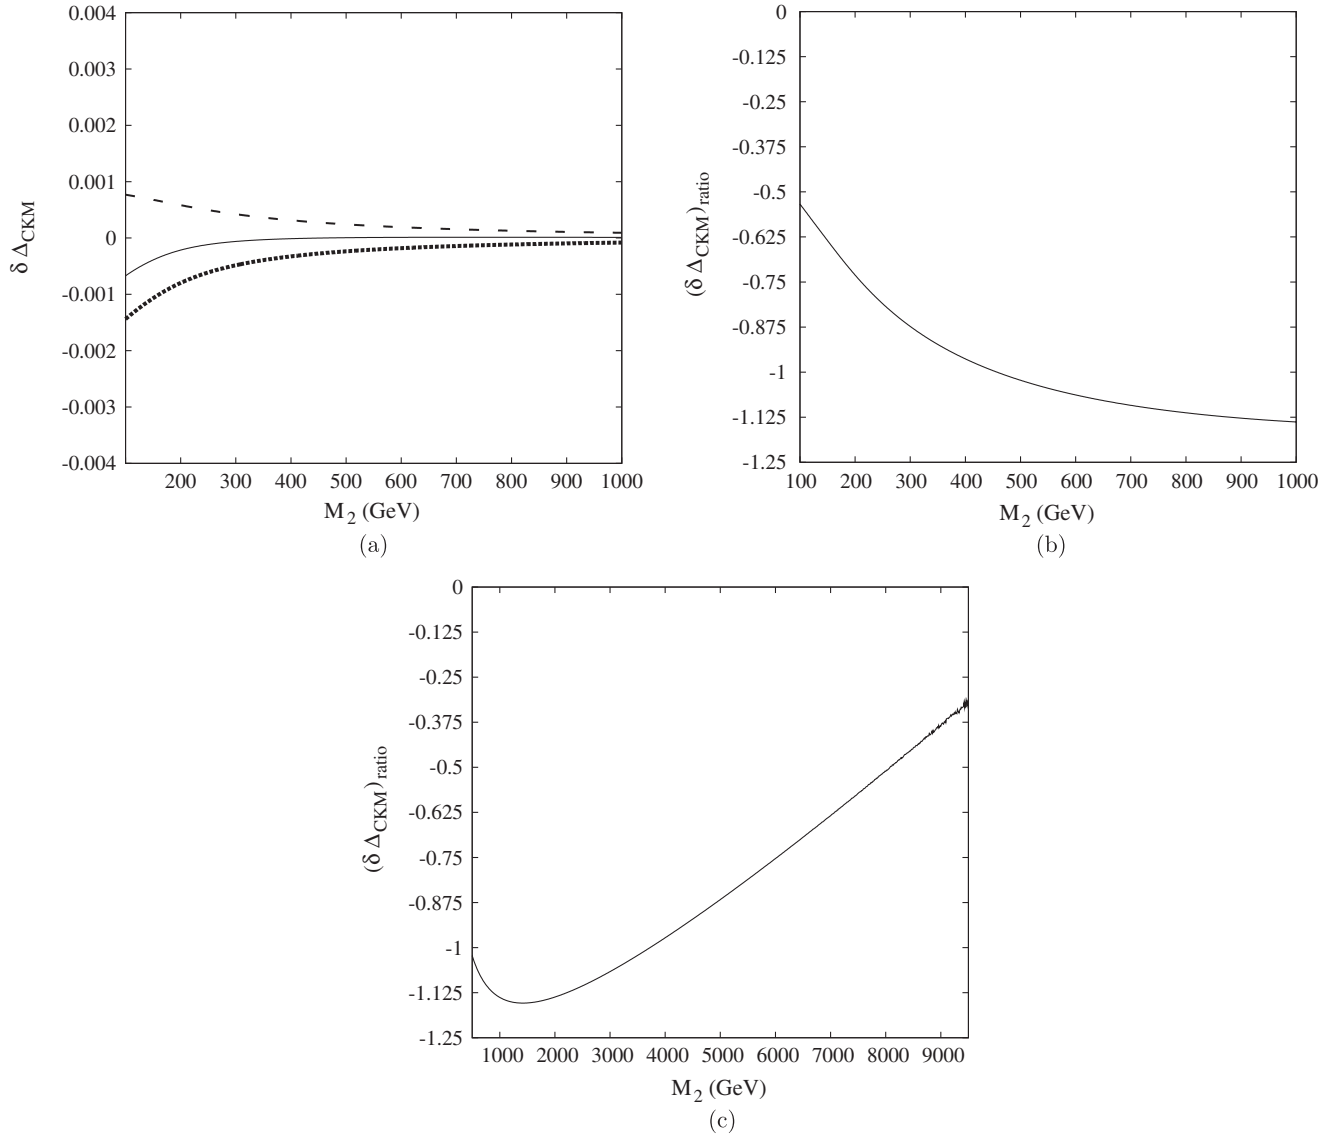 0.004
0.003
0.002
0.001
0
-0.001
-0.002
-0.003
-0.004
δ Δ_CKM
200 300 400 500 600 700 800 900 1000
M_2 (GeV)
(a)
0
-0.125
-0.25
-0.375
-0.5
-0.625
-0.75
-0.875
-1
-1.125
-1.25
(δ Δ_CKM)_ratio
100 200 300 400 500 600 700 800 900 1000
M_2 (GeV)
(b)
0
-0.125
-0.25
-0.375
-0.5
-0.625
-0.75
-0.875
-1
-1.125
-1.25
(δ Δ_CKM)_ratio
1000 2000 3000 4000 5000 6000 7000 8000 9000
M_2 (GeV)
(c)